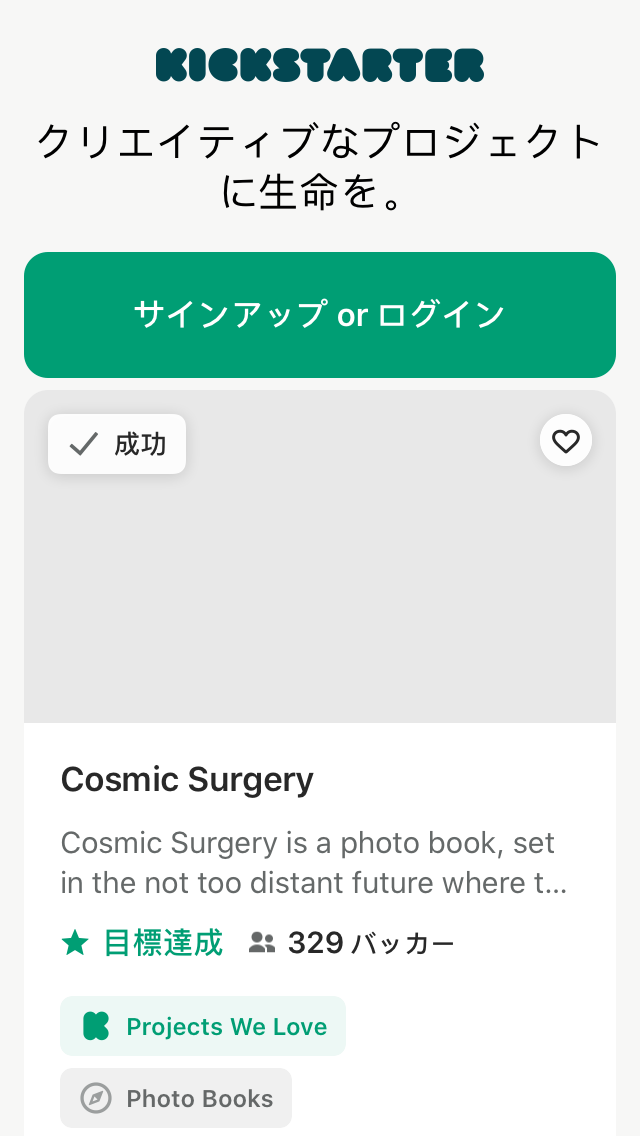 KICKSTARTER
クリエイティブなプロジェクト
に生命を。
サインアップ or ログイン
成功
Cosmic Surgery
Cosmic Surgery is a photo book, set
in the not too distant future where t…
目標達成 329 バッカー
Projects We Love
Photo Books